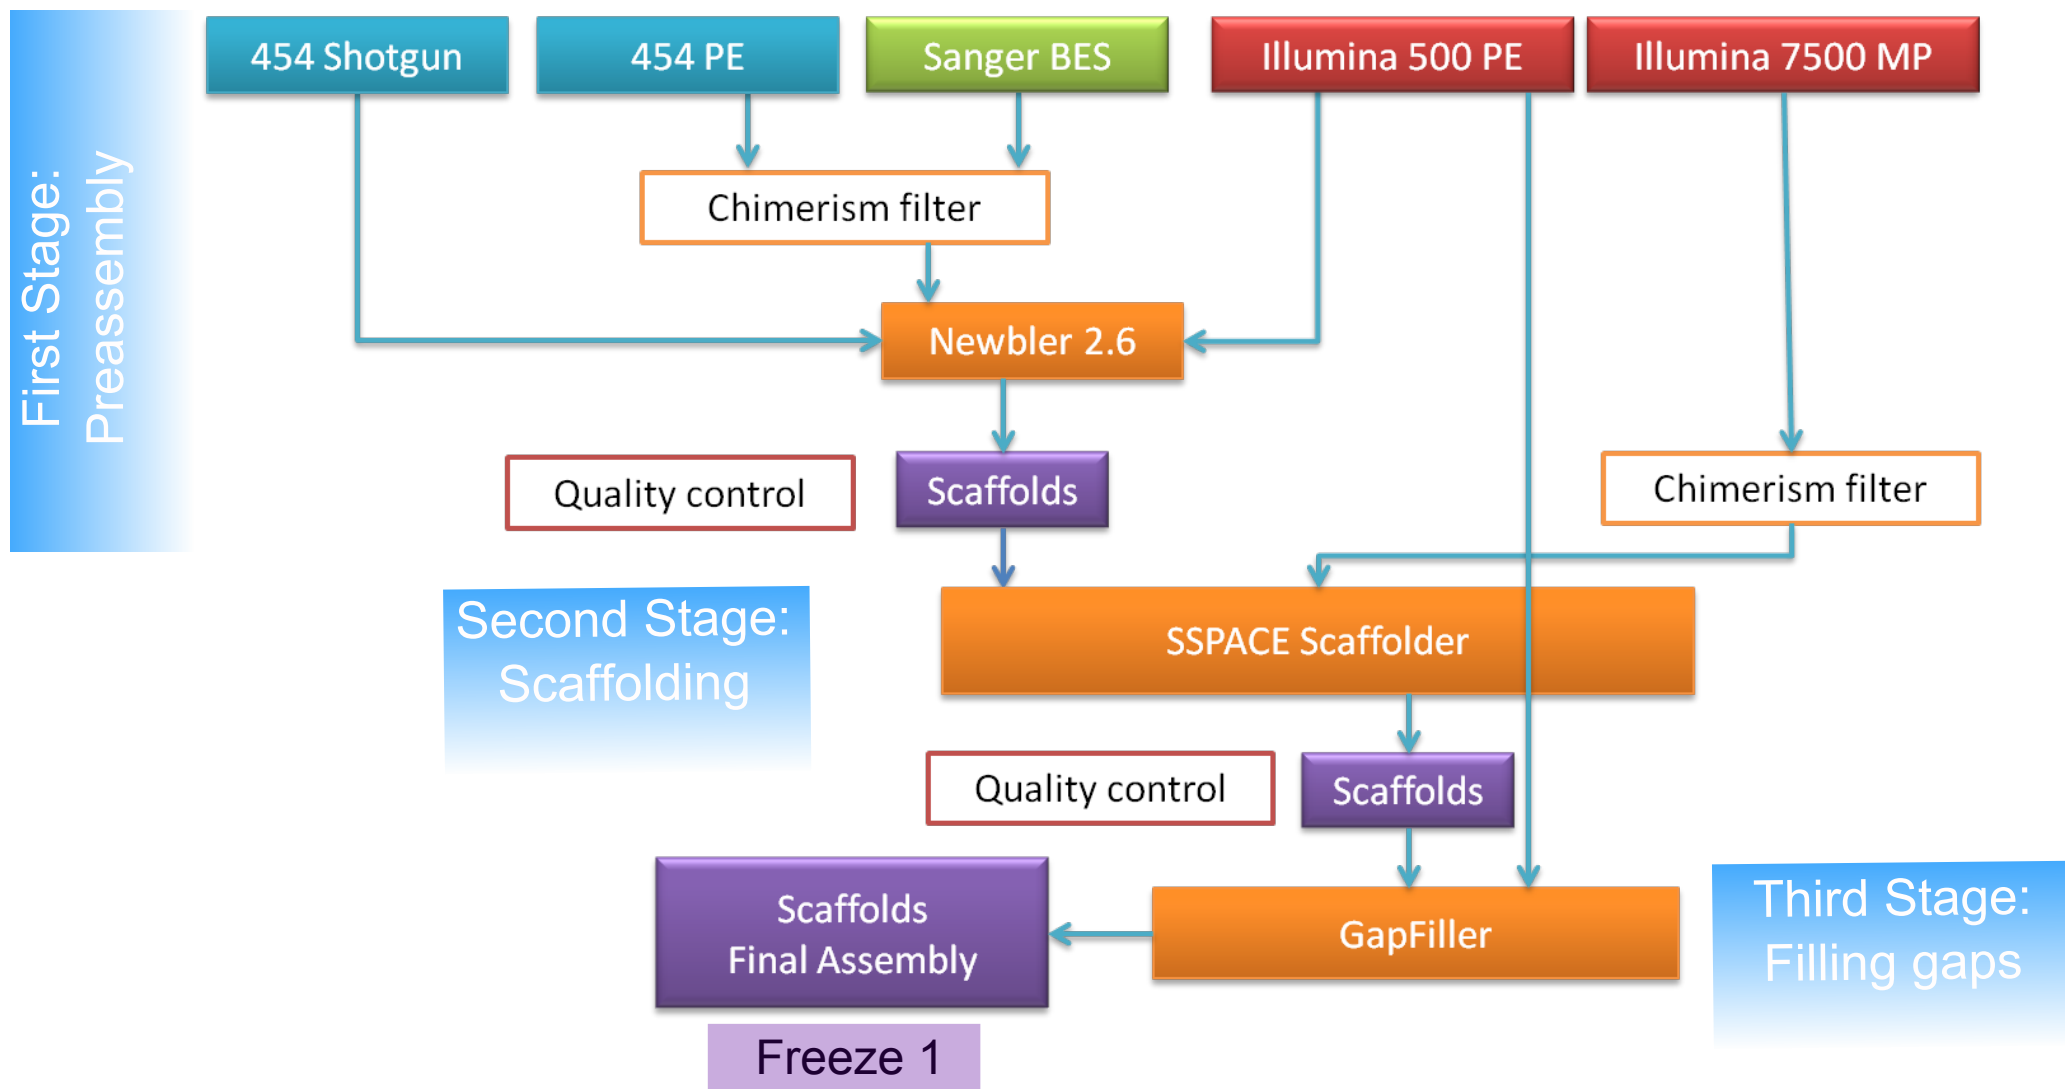 First Stage:
Preassembly
454 Shotgun
454 PE
Sanger BES
Illumina 500 PE
Illumina 7500 MP
Chimerism filter
Newbler 2.6
Quality control
Scaffolds
Chimerism filter
Second Stage:
Scaffolding
SSPACE Scaffolder
Quality control
Scaffolds
Scaffolds
Final Assembly
GapFiller
Third Stage:
Filling gaps
Freeze 1